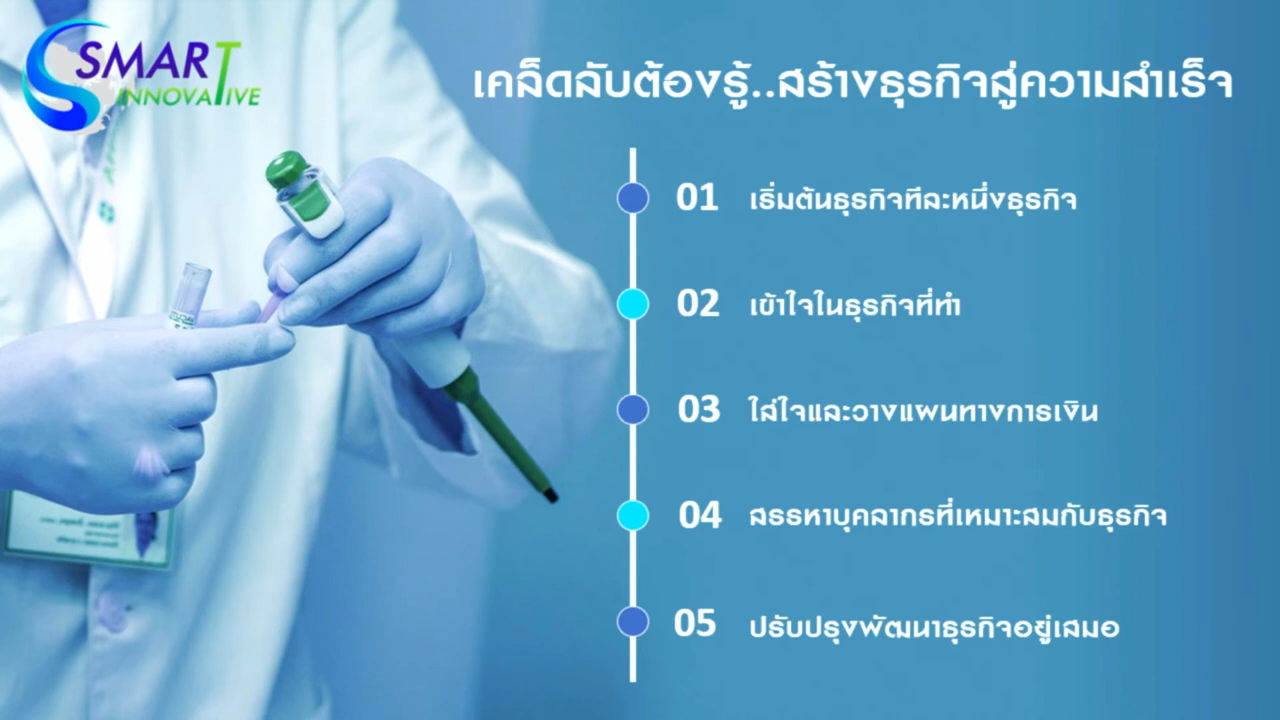 SMART
INNOVATIVE
เคล็ดลับต้องรู้..สร้างธุรกิจสู่ความสำเร็จ
01 เริ่มต้นธุรกิจทีละหนึ่งธุรกิจ
02 เข้าใจในธุรกิจที่ทำ
03 ใส่ใจและวางแผนทางการเงิน
04 สรรหาบุคลากรที่เหมาะสมกับธุรกิจ
05 ปรับปรุงพัฒนาธุรกิจอยู่เสมอ